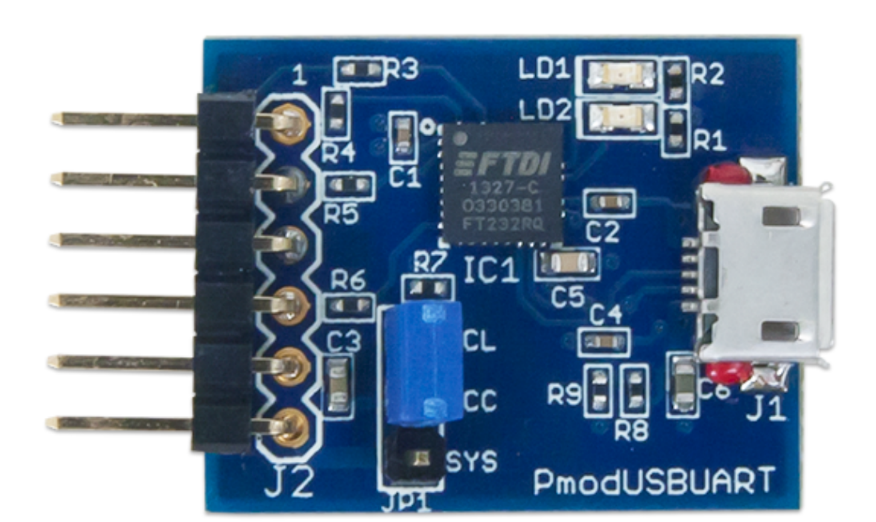 1
R3
LD1
R2
LD2
R1
R4
C1
FTDI
1327-C
0330381
FT232RQ
R5
C2
R7
IC1
R6
C5
C3
C4
CL
CC
R9
R8
C6
J1
SYS
J2
JP1
PmodUSBUART